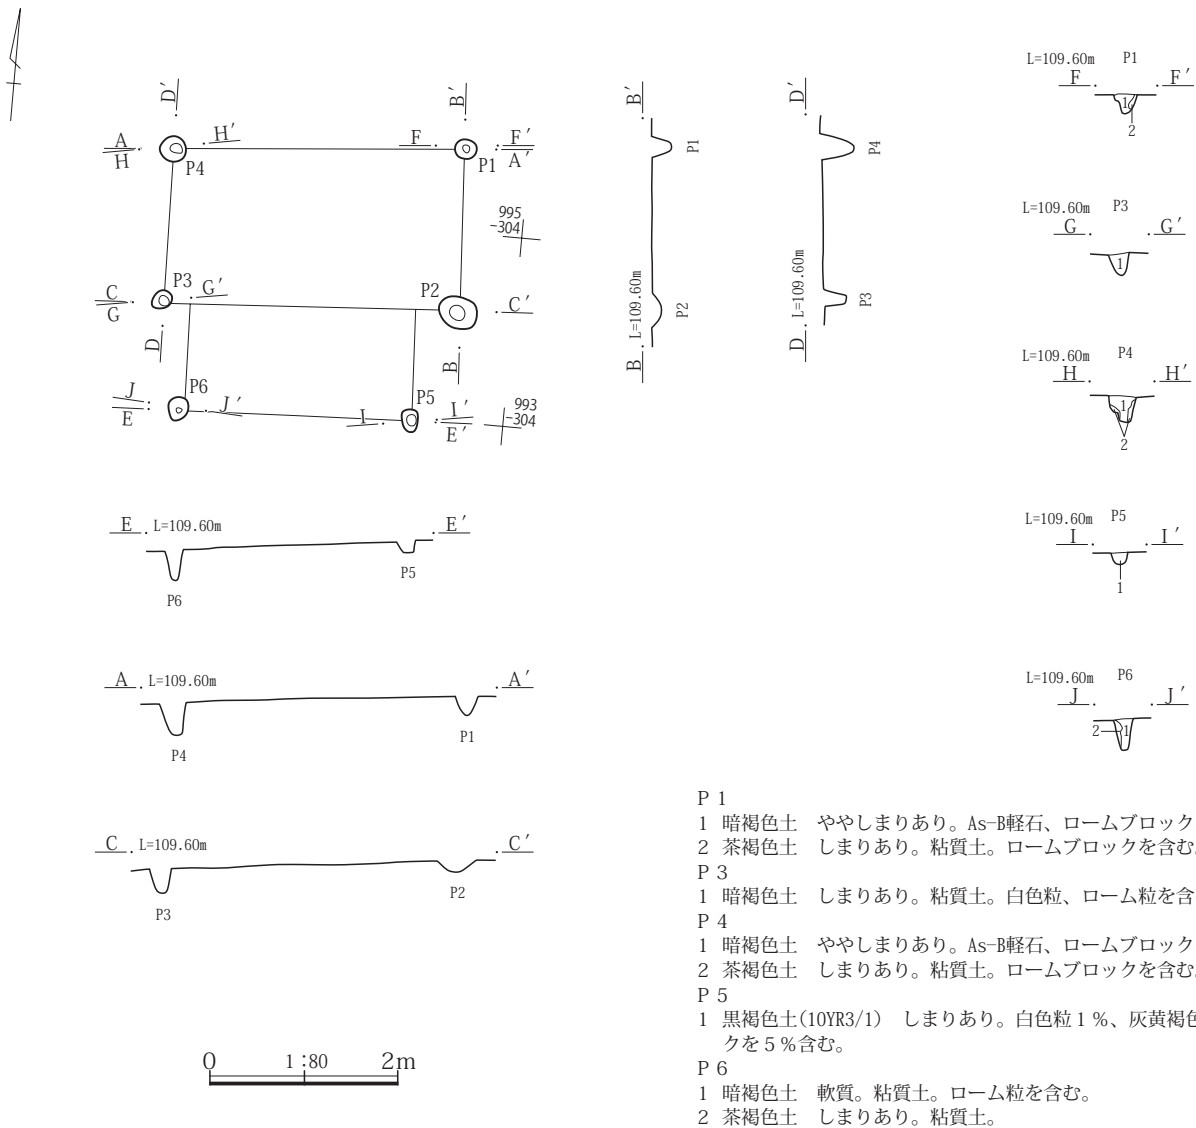 D′
B′
A
H
H′
F
F′
A′
P4
P1
995
-304
P3
G′
P2
C
G
C′
D
B
J
E
P6
J′
P5
I
I′
E′
993
-304
B′
P1
L=109.60m
P2
B
D′
P4
L=109.60m
P3
D
L=109.60m P1
F F′
1
2
L=109.60m P3
G G′
1
L=109.60m P4
H H′
1
2
L=109.60m P5
I I′
1
L=109.60m P6
J J′
2 1
E L=109.60m E′
P5
P6
A L=109.60m A′
P1
P4
C L=109.60m C′
P2
P3
0 1:80 2m
P 1
1 暗褐色土 ややしまりあり。As-B軽石、ロームブロック
2 茶褐色土 しまりあり。粘質土。ロームブロックを含む。
P 3
1 暗褐色土 しまりあり。粘質土。白色粒、ローム粒を含
P 4
1 暗褐色土 ややしまりあり。As-B軽石、ロームブロック
2 茶褐色土 しまりあり。粘質土。ロームブロックを含む。
P 5
1 黒褐色土(10YR3/1) しまりあり。白色粒1%、灰黄褐色
クを5%含む。
P 6
1 暗褐色土 軟質。粘質土。ローム粒を含む。
2 茶褐色土 しまりあり。粘質土。